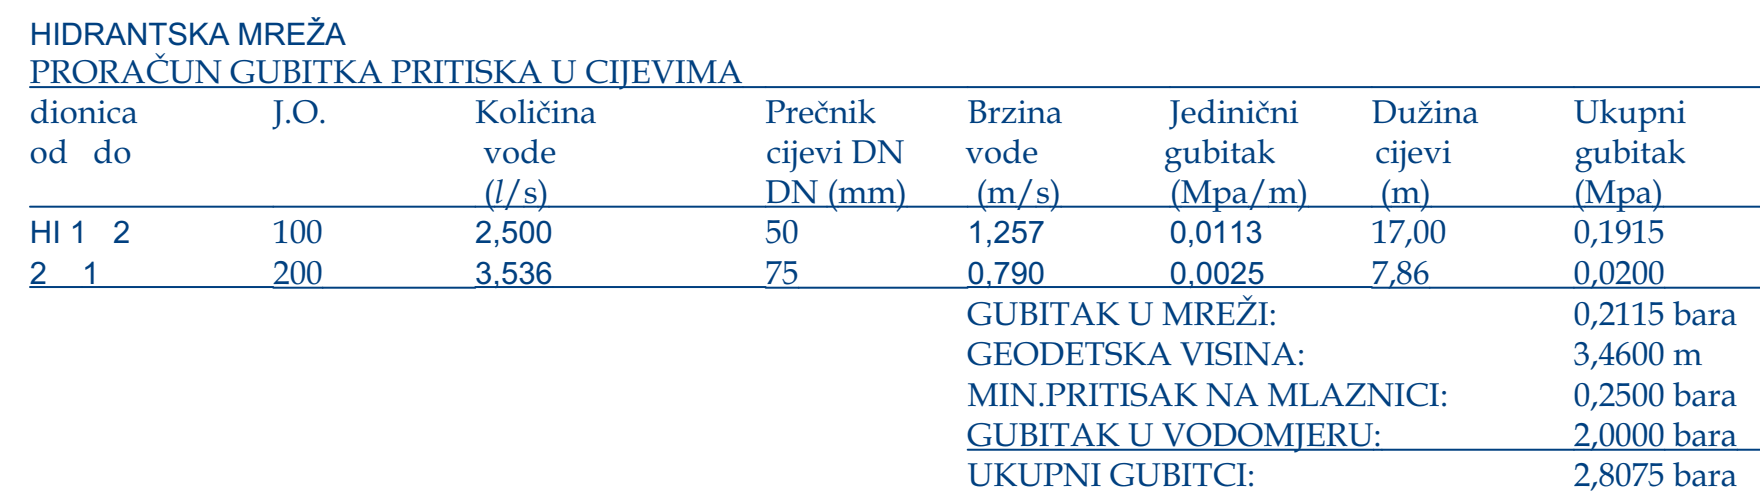 HIDRANTSKA MREŽA
PRORAČUN GUBITKA PRITISKA U CIJEVIMA
dionica J.O. Količina Prečnik Brzina Jedinični Dužina Ukupni
od do vode cijevi DN vode gubitak cijevi gubitak
(l/s) DN (mm) (m/s) (Mpa/m) (m) (Mpa)
HI 1 2 100 2,500 50 1,257 0,0113 17,00 0,1915
2 1 200 3,536 75 0,790 0,0025 7,86 0,0200
GUBITAK U MREŽI: 0,2115 bara
GEODETSKA VISINA: 3,4600 m
MIN.PRITISAK NA MLAZNICI: 0,2500 bara
GUBITAK U VODOMJERU: 2,0000 bara
UKUPNI GUBITCI: 2,8075 bara